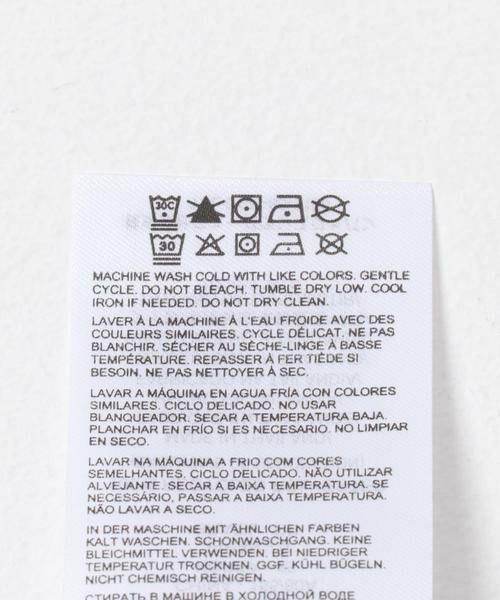 30C
30
MACHINE WASH COLD WITH LIKE COLORS. GENTLE
CYCLE. DO NOT BLEACH. TUMBLE DRY LOW. COOL
IRON IF NEEDED. DO NOT DRY CLEAN.
LAVER À LA MACHINE À L'EAU FROIDE AVEC DES
COULEURS SIMILAIRES. CYCLE DÉLICAT. NE PAS
BLANCHIR. SÉCHER AU SÈCHE-LINGE À BASSE
TEMPÉRATURE. REPASSER À FER TIÉDE SI
BESOIN. NE PAS NETTOYER À SEC.
LAVAR A MÁQUINA EN AGUA FRÍA CON COLORES
SIMILARES. CICLO DELICADO. NO USAR
BLANQUEADOR. SECAR A TEMPERATURA BAJA.
PLANCHAR EN FRÍO SI ES NECESARIO. NO LIMPIAR
EN SECO.
LAVAR NA MÁQUINA A FRIO COM CORES
SEMELHANTES. CICLO DELICADO. NÃO UTILIZAR
ALVEJANTE. SECAR A BAIXA TEMPERATURA. SE
NECESSÁRIO, PASSAR A BAIXA TEMPERATURA.
NÃO LAVAR A SECO.
IN DER MASCHINE MIT ÄHNLICHEN FARBEN
KALT WASCHEN. SCHONWASCHGANG. KEINE
BLEICHMITTEL VERWENDEN. BEI NIEDRIGER
TEMPERATUR TROCKNEN. GGF. KÜHL BÜGELN.
NICHT CHEMISCH REINIGEN.
СТИРАТЬ В МАШИНЕ В ХОЛОДНОЙ ВОДЕ